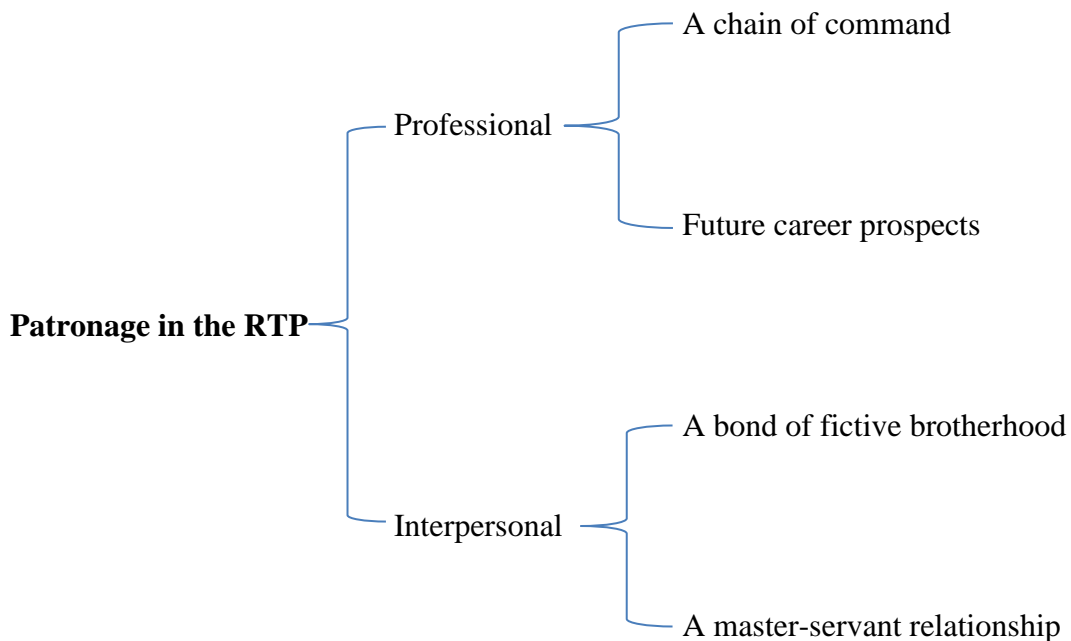 A chain of command
Professional
Future career prospects
Patronage in the RTP
A bond of fictive brotherhood
Interpersonal
A master-servant relationship